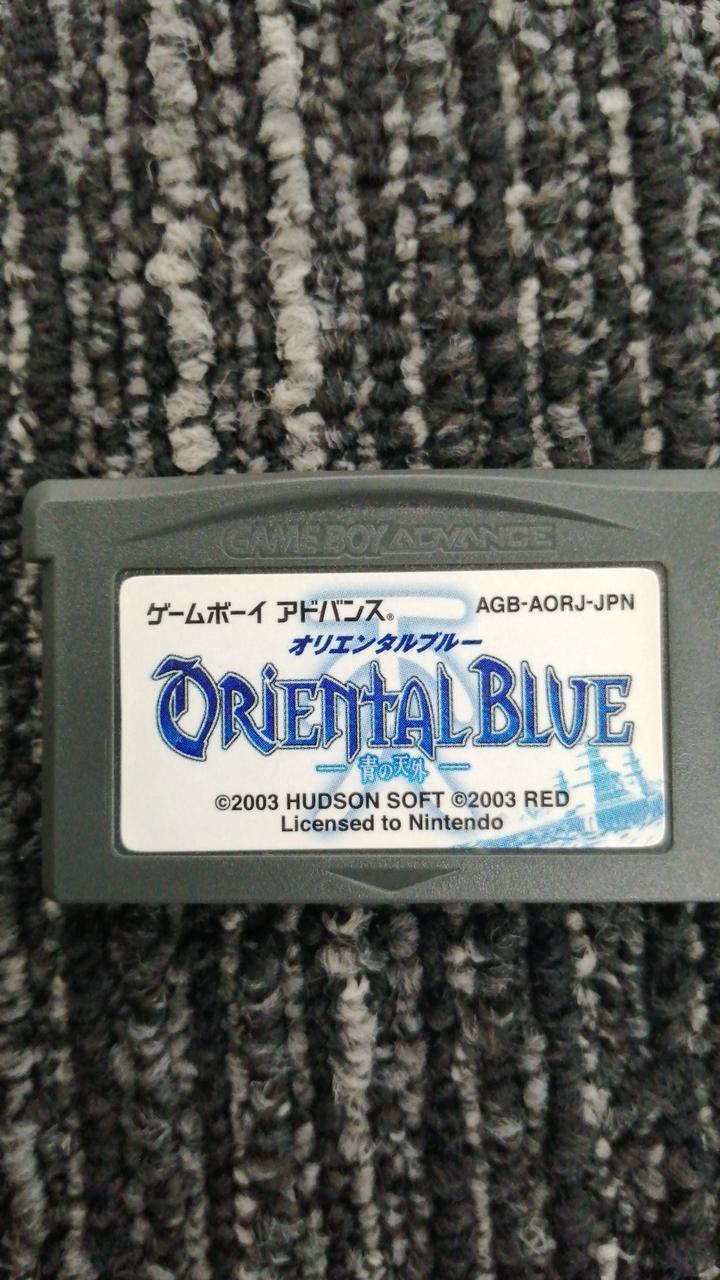 GAME BOY ADVANCE
ゲームボーイ アドバンス® AGB-AORJ-JPN
オリエンタルブルー
ORIENTAL BLUE
― 青の天外 ―
©2003 HUDSON SOFT ©2003 RED
Licensed to Nintendo